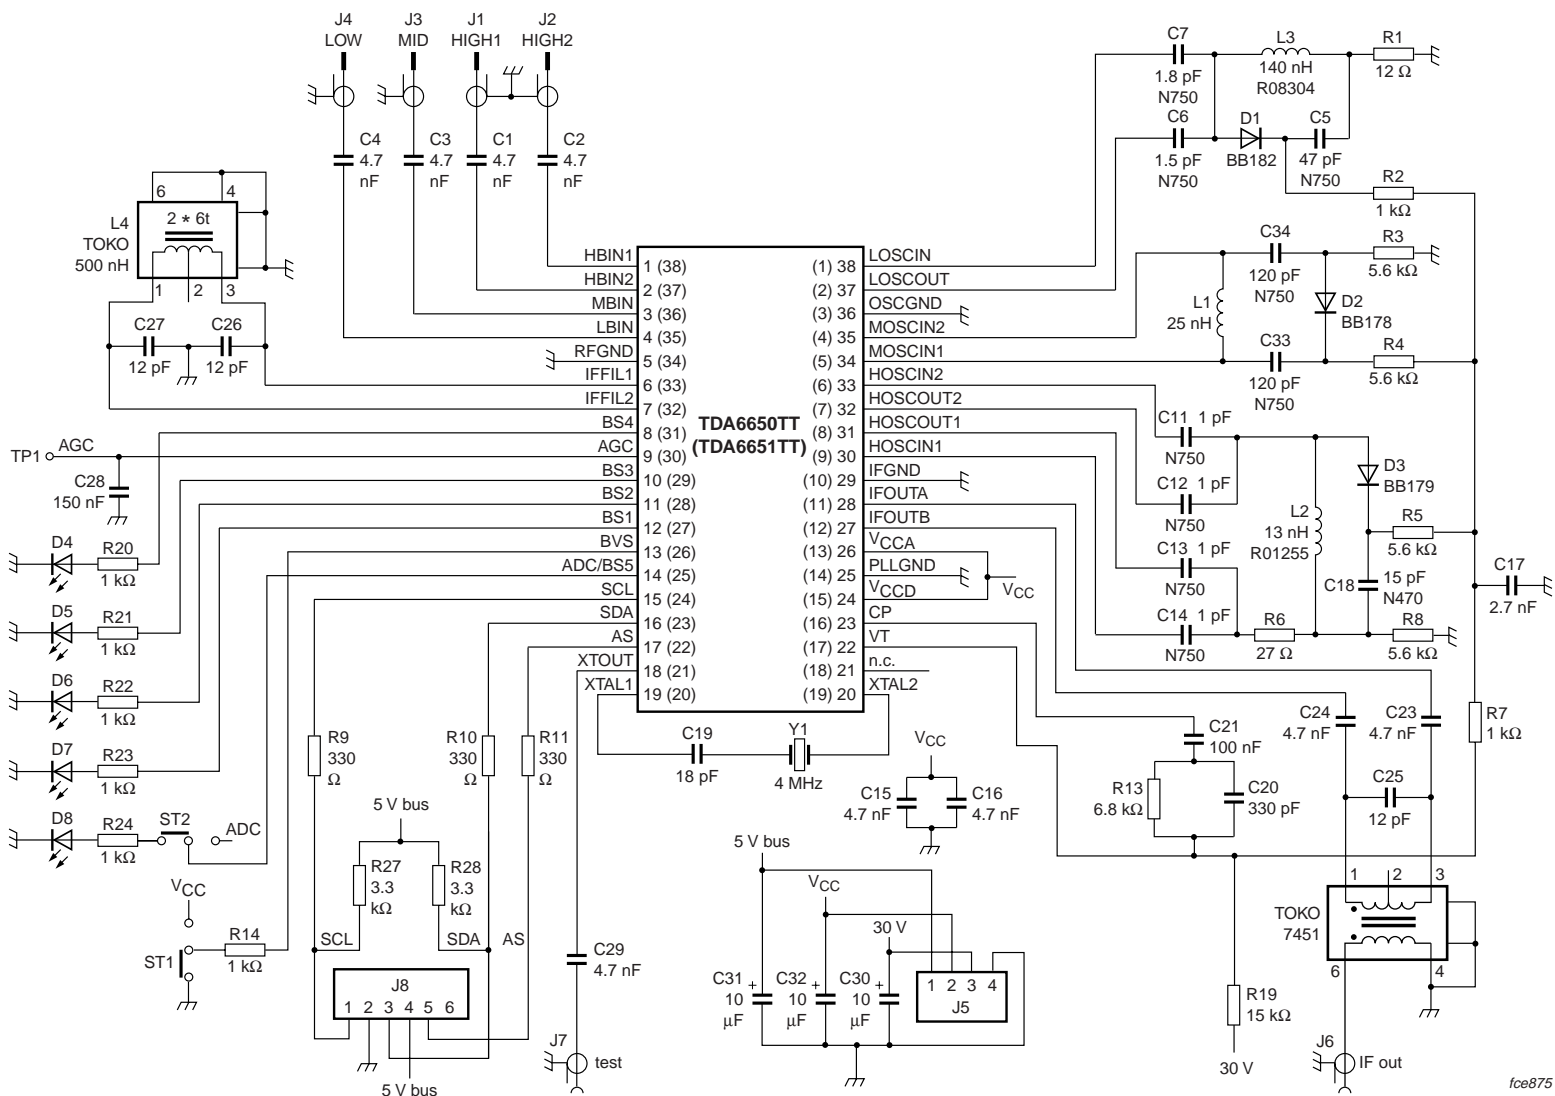 J4
LOW
J3
MID
J1
HIGH1
J2
HIGH2
C4
4.7
nF
C3
4.7
nF
C1
4.7
nF
C2
4.7
nF
C7
1.8 pF
N750
L3
140 nH
R08304
R1
12 Ω
C6
1.5 pF
N750
D1
BB182
C5
47 pF
N750
R2
1 kΩ
6
4
2 * 6t
L4
TOKO
500 nH
1
2
3
C27
12 pF
C26
12 pF
C34
120 pF
N750
R3
5.6 kΩ
L1
25 nH
D2
BB178
C33
120 pF
N750
R4
5.6 kΩ
TDA6650TT
(TDA6651TT)
HBIN1 1 (38)
HBIN2 2 (37)
MBIN 3 (36)
LBIN 4 (35)
RFGND 5 (34)
IFFIL1 6 (33)
IFFIL2 7 (32)
BS4 8 (31)
AGC 9 (30)
BS3 10 (29)
BS2 11 (28)
BS1 12 (27)
BVS 13 (26)
ADC/BS5 14 (25)
SCL 15 (24)
SDA 16 (23)
AS 17 (22)
XTOUT 18 (21)
XTAL1 19 (20)
(1) 38 LOSCIN
(2) 37 LOSCOUT
(3) 36 OSCGND
(4) 35 MOSCIN2
(5) 34 MOSCIN1
(6) 33 HOSCIN2
(7) 32 HOSCOUT2
(8) 31 HOSCOUT1
(9) 30 HOSCIN1
(10) 29 IFGND
(11) 28 IFOUTA
(12) 27 IFOUTB
(13) 26 VCCA
(14) 25 PLLGND
(15) 24 VCCD
(16) 23 CP
(17) 22 VT
(18) 21 n.c.
(19) 20 XTAL2
VCC
TP1
AGC
C28
150 nF
C11 1 pF
N750
C12 1 pF
N750
C13 1 pF
N750
C14 1 pF
N750
D3
BB179
L2
13 nH
R01255
R5
5.6 kΩ
C18
15 pF
N470
C17
2.7 nF
R6
27 Ω
R8
5.6 kΩ
D4
R20
1 kΩ
D5
R21
1 kΩ
D6
R22
1 kΩ
D7
R23
1 kΩ
D8
R24
1 kΩ
ST2
ADC
VCC
ST1
R14
1 kΩ
R9
330
Ω
R10
330
Ω
R11
330
Ω
C19
18 pF
Y1
4 MHz
VCC
C15
4.7 nF
C16
4.7 nF
C21
100 nF
R13
6.8 kΩ
C20
330 pF
C24
4.7 nF
C23
4.7 nF
R7
1 kΩ
C25
12 pF
5 V bus
R27
3.3
kΩ
R28
3.3
kΩ
SCL
SDA
AS
J8
1 2 3 4 5 6
5 V bus
C29
4.7 nF
J7
test
5 V bus
VCC
30 V
C31
10
μF
+
C32
10
μF
+
C30
10
μF
+
1 2 3 4
J5
R19
15 kΩ
30 V
1
2
3
TOKO
7451
6
4
J6
IF out
fce875